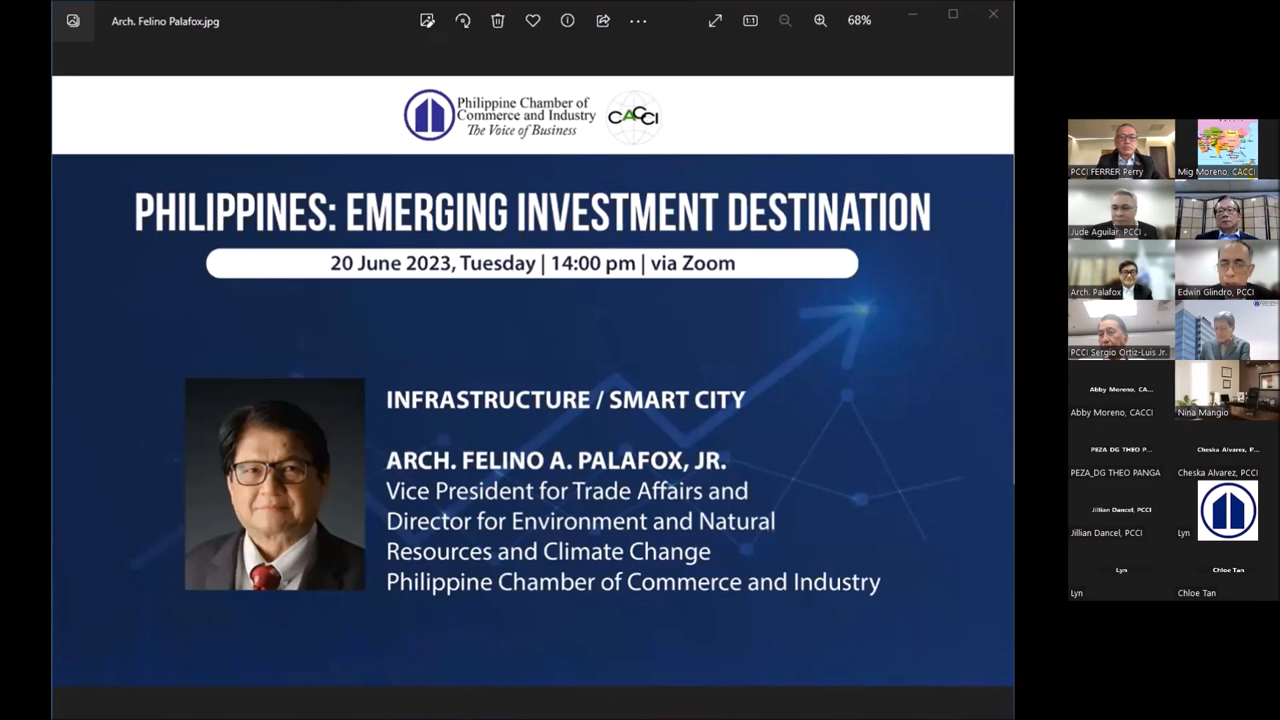 Arch. Felino Palafox.jpg
68%
Philippine Chamber of
Commerce and Industry
The Voice of Business
CACCI
PHILIPPINES: EMERGING INVESTMENT DESTINATION
20 June 2023, Tuesday | 14:00 pm | via Zoom
INFRASTRUCTURE / SMART CITY
ARCH. FELINO A. PALAFOX, JR.
Vice President for Trade Affairs and
Director for Environment and Natural
Resources and Climate Change
Philippine Chamber of Commerce and Industry
PCCI FERRER Perry
Mig Moreno, CACCI
Jude Aguilar, PCCI
Arch. Palafox
Edwin Glindro, PCCI
PCCI Sergio Ortiz-Luis Jr.
Abby Moreno, CA...
Abby Moreno, CACCI
Nina Mangio
PEZA_DG THEO P...
PEZA_DG THEO PANGA
Cheska Alvarez, P...
Cheska Alvarez, PCCI
Jillian Dancel, PCCI
Jillian Dancel, PCCI
Lyn
Lyn
Lyn
Chloe Tan
Chloe Tan